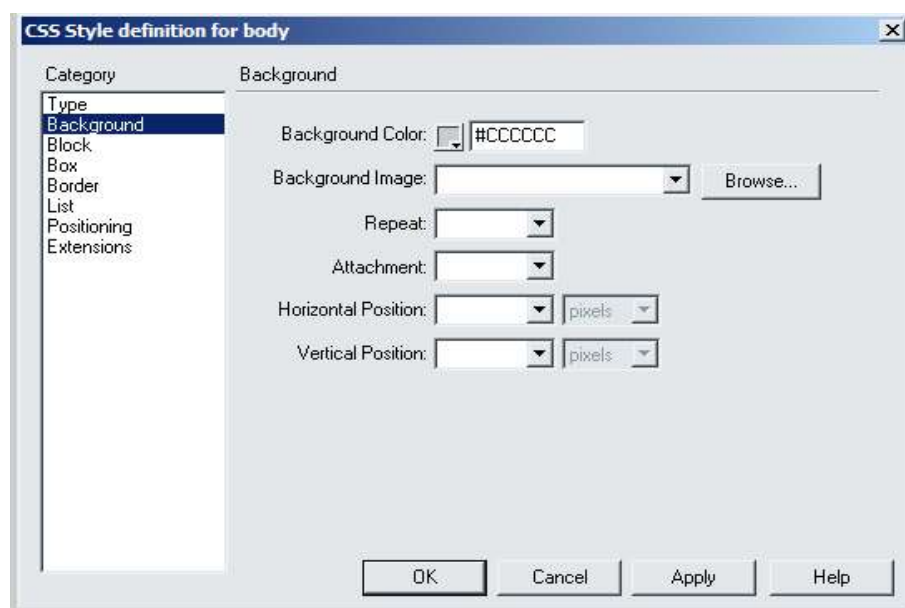 CSS Style definition for body
Category
Background
Type
Background
Block
Box
Border
List
Positioning
Extensions
Background Color: #CCCCCC
Background Image: Browse...
Repeat:
Attachment:
Horizontal Position: pixels
Vertical Position: pixels
OK Cancel Apply Help